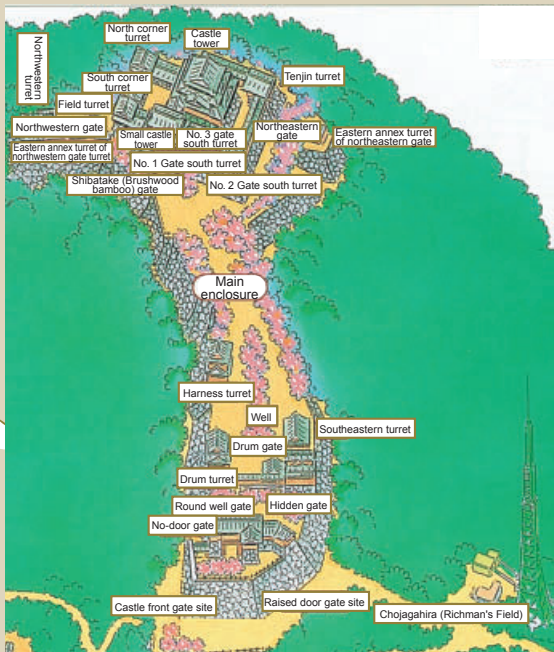 North corner
turret
Castle
tower
Northwestern
turret
South corner
turret
Tenjin turret
Field turret
Northwestern gate
Small castle
tower
No. 3 gate
south turret
Northeastern
gate
Eastern annex turret
of northeastern gate
Eastern annex turret of
northwestern gate turret
No. 1 Gate south turret
Shibatake (Brushwood
bamboo) gate
No. 2 Gate south turret
Main
enclosure
Harness turret
Well
Southeastern turret
Drum gate
Drum turret
Round well gate
Hidden gate
No-door gate
Castle front gate site
Raised door gate site
Chojagahira (Richman's Field)